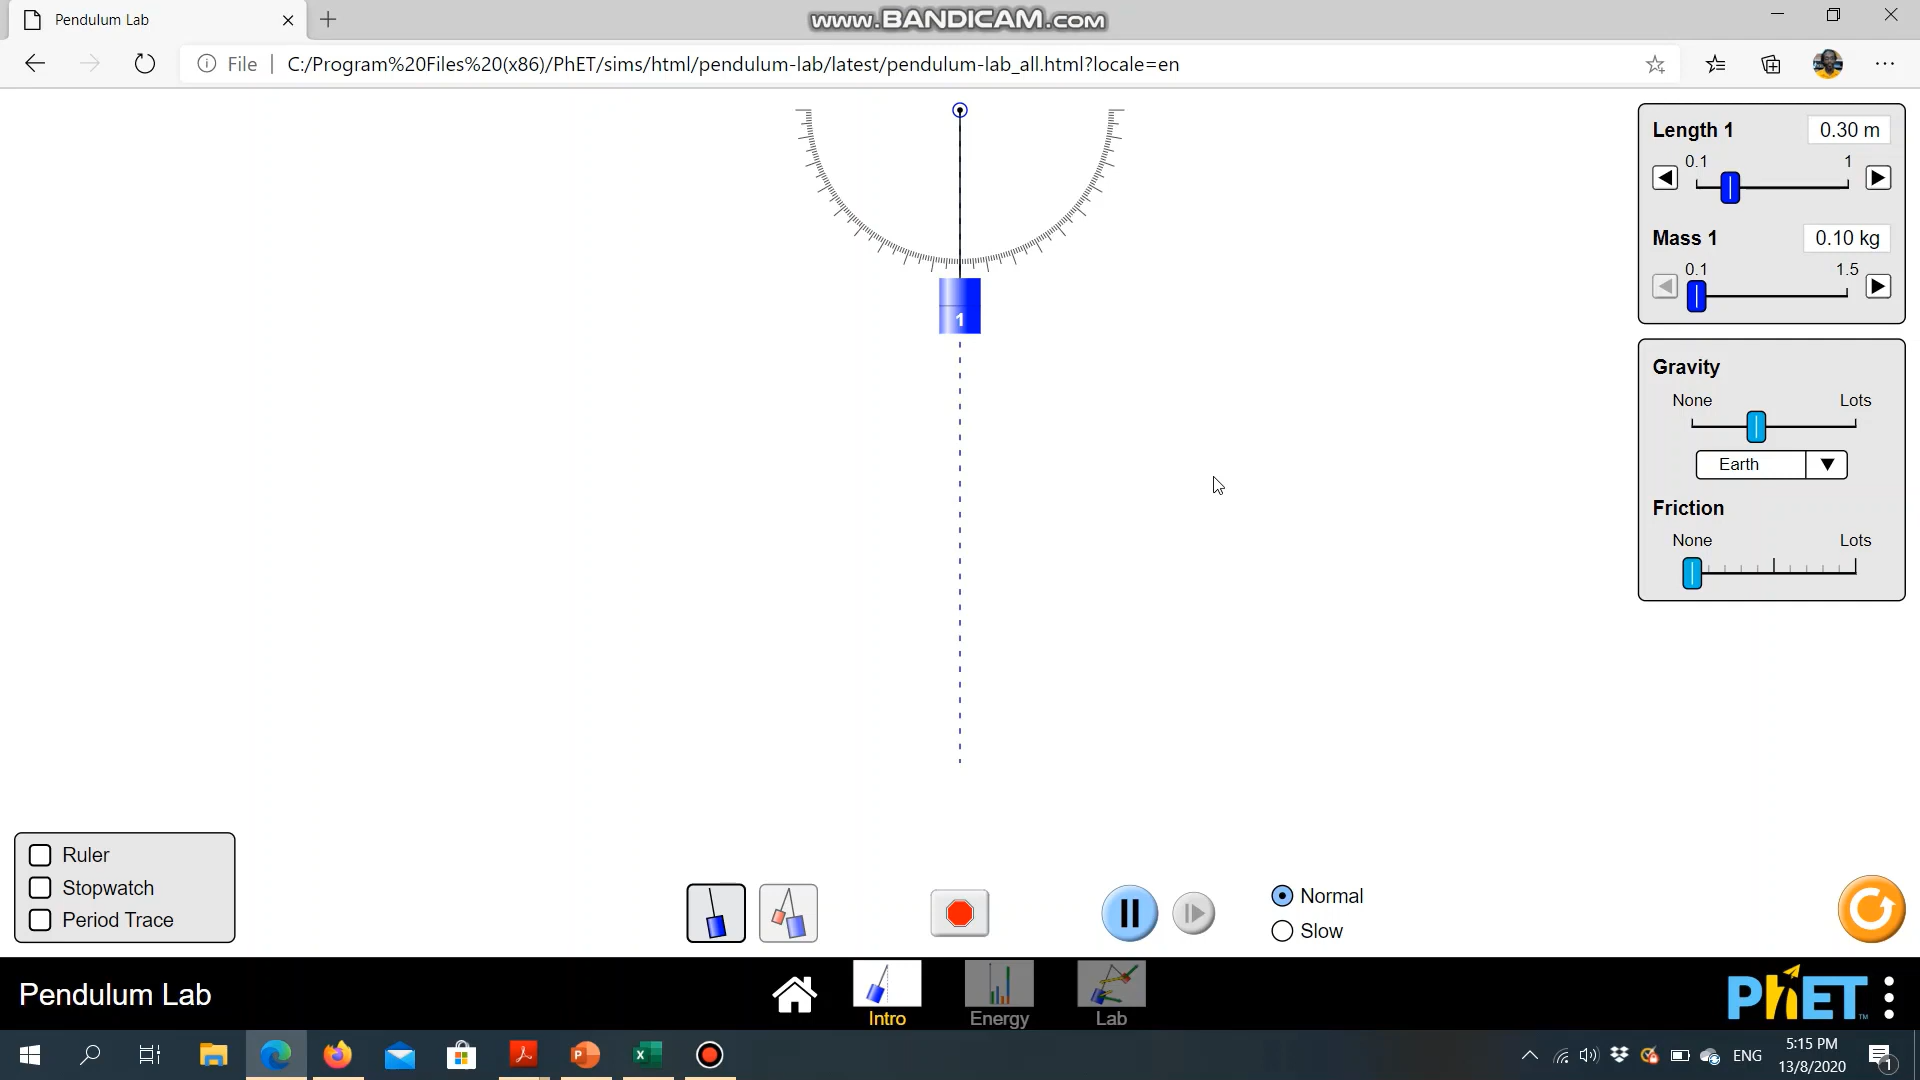 Pendulum Lab
www.BANDICAM.com
File
C:/Program%20Files%20(x86)/PhET/sims/html/pendulum-lab/latest/pendulum-lab_all.html?locale=en
Length 1 0.30 m
0.1 1
Mass 1 0.10 kg
0.1 1.5
1
Gravity
None Lots
Earth
Friction
None Lots
Ruler
Stopwatch
Period Trace
Normal
Slow
Pendulum Lab
Intro
Energy
Lab
PhET
ENG
5:15 PM
13/8/2020
1